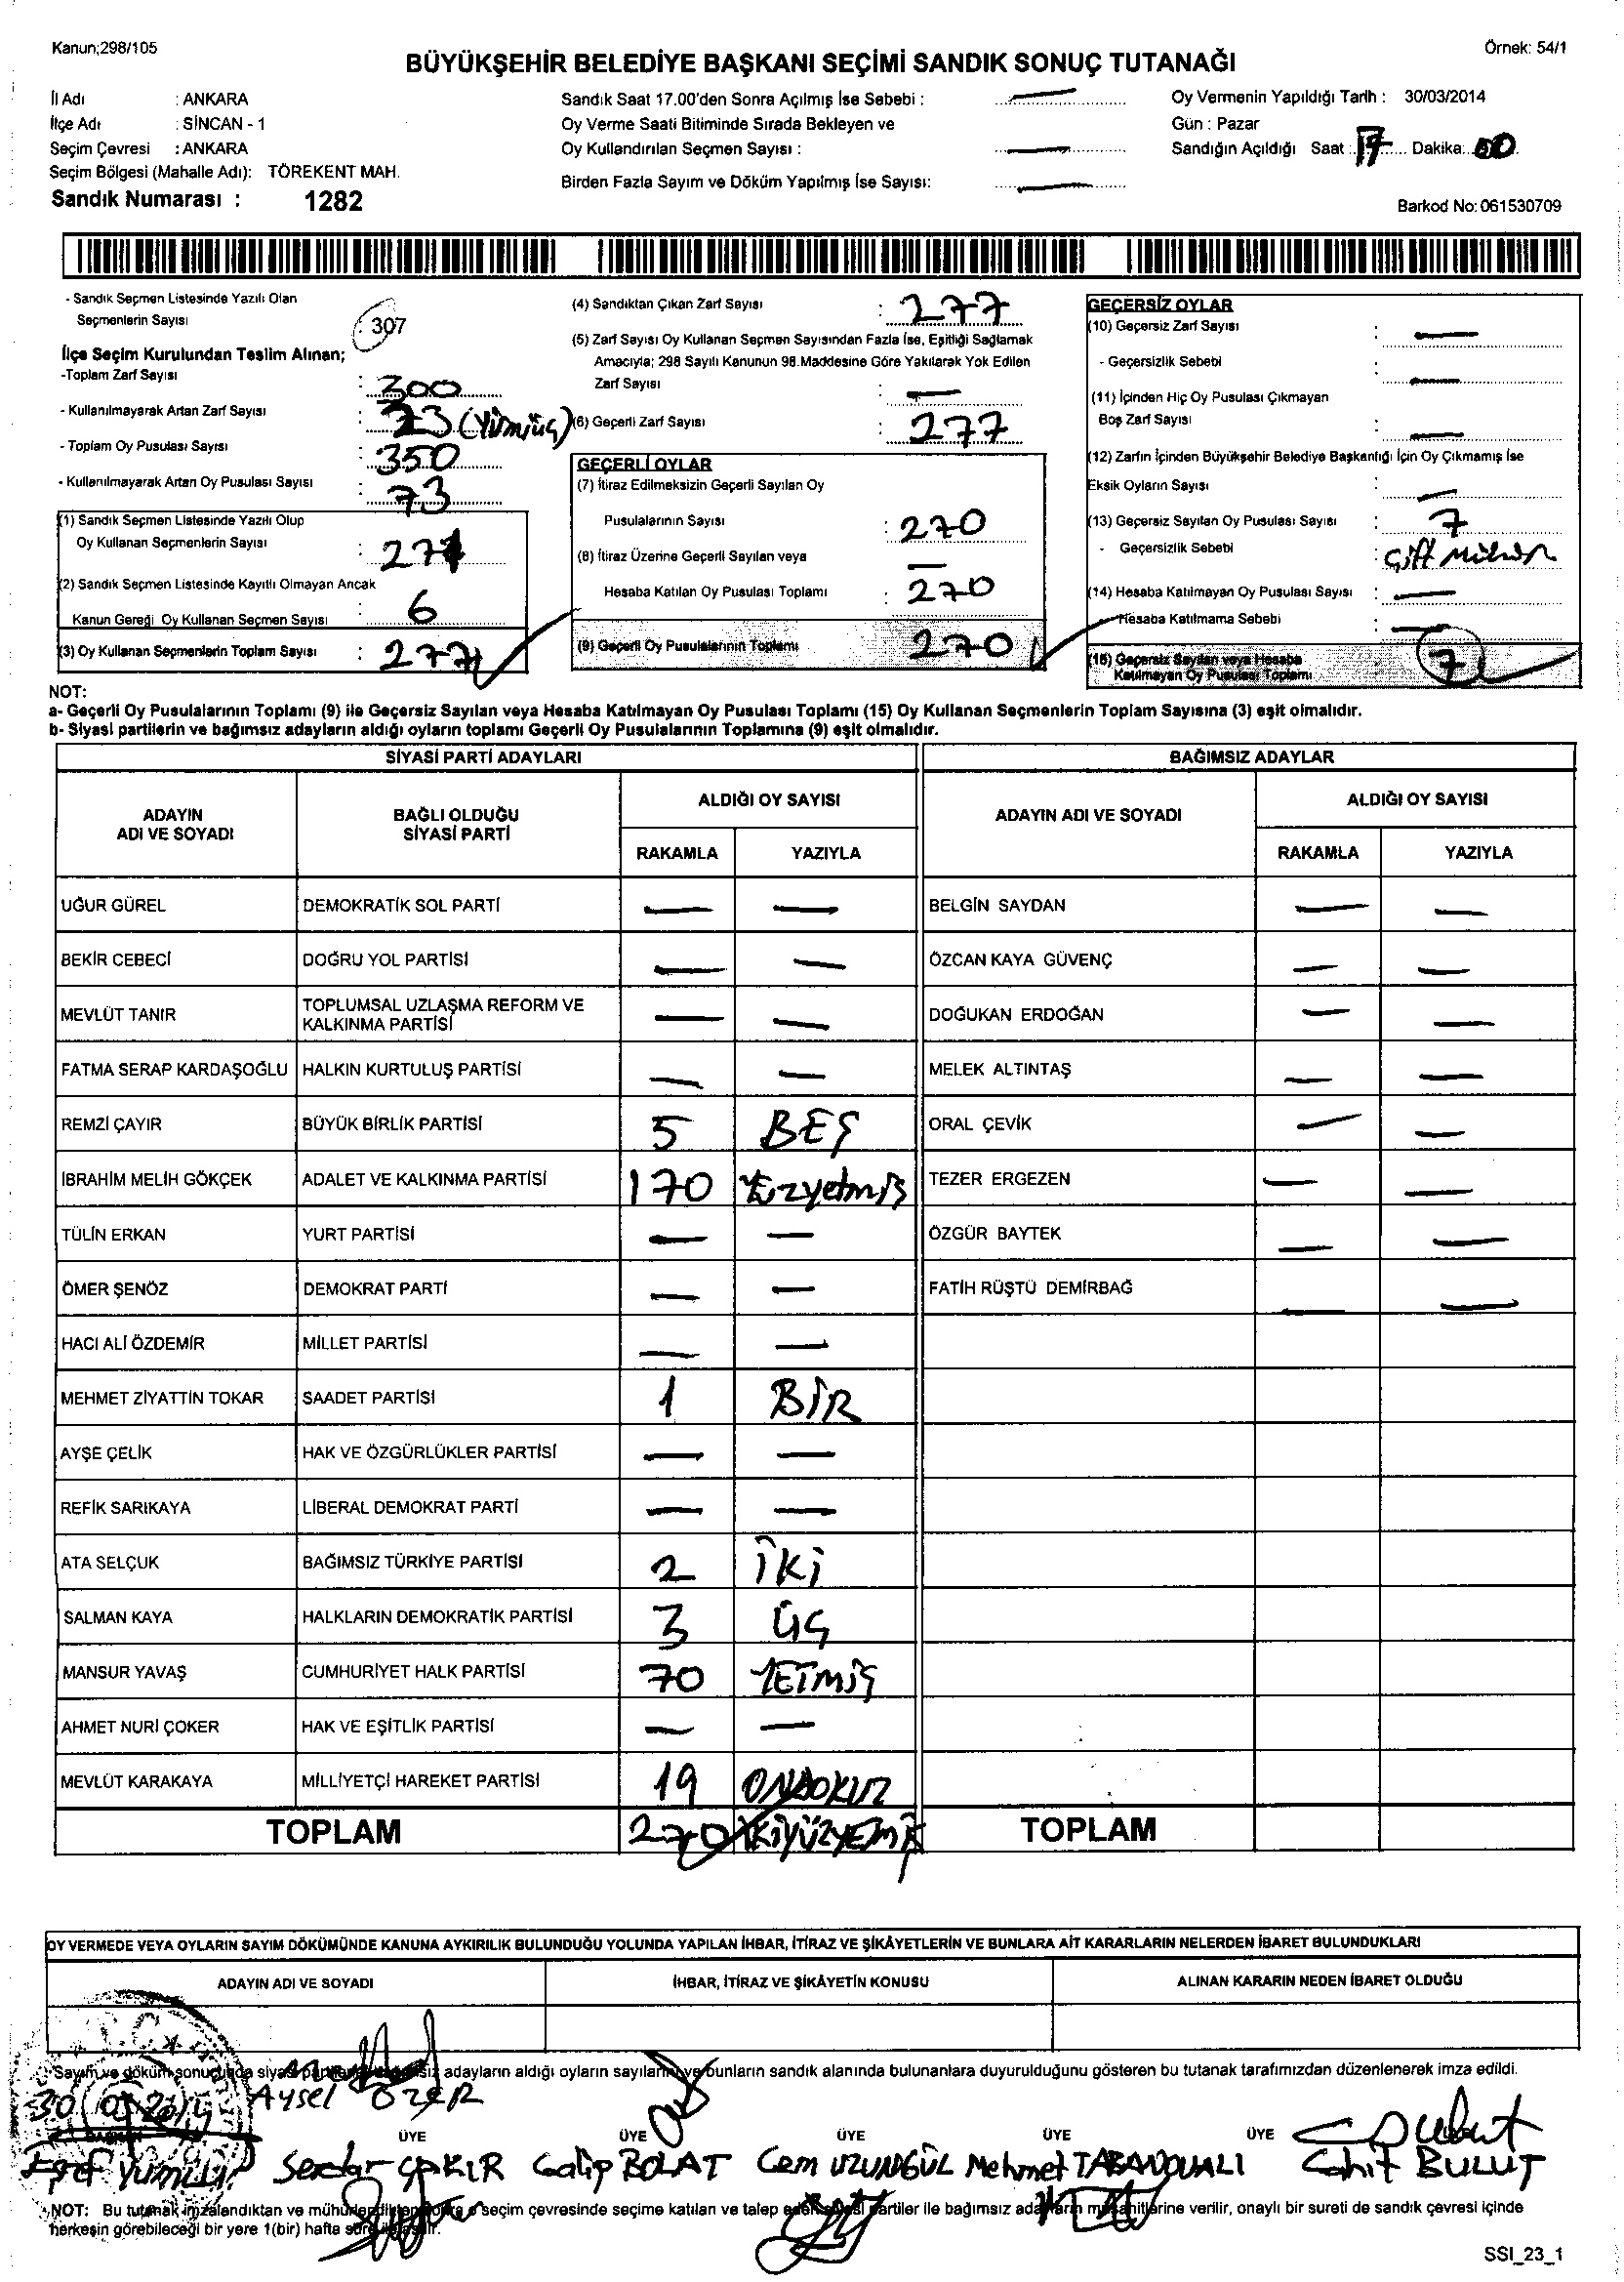 Kanun;298/105
Örnek: 54/1
BÜYÜKŞEHİR BELEDİYE BAŞKANI SEÇİMİ SANDIK SONUÇ TUTANAĞI
İl Adı : ANKARA
İlçe Adı : SİNCAN - 1
Seçim Çevresi : ANKARA
Seçim Bölgesi (Mahalle Adı): TÖREKENT MAH.
Sandık Numarası : 1282
Sandık Saat 17.00'den Sonra Açılmış İse Sebebi : —
Oy Verme Saati Bitiminde Sırada Bekleyen ve
Oy Kullandırılan Seçmen Sayısı : —
Birden Fazla Sayım ve Döküm Yapılmış İse Sayısı: —
Oy Vermenin Yapıldığı Tarih : 30/03/2014
Gün : Pazar
Sandığın Açıldığı Saat : 17 Dakika: 00
Barkod No: 061530709
- Sandık Seçmen Listesinde Yazılı Olan
Seçmenlerin Sayısı : 307
İlçe Seçim Kurulundan Teslim Alınan;
-Toplam Zarf Sayısı : 300
- Kullanılmayarak Artan Zarf Sayısı : 23 (Yirmiüç)
- Toplam Oy Pusulası Sayısı : 350
- Kullanılmayarak Artan Oy Pusulası Sayısı : 73
(1) Sandık Seçmen Listesinde Yazılı Olup
Oy Kullanan Seçmenlerin Sayısı : 271
(2) Sandık Seçmen Listesinde Kayıtlı Olmayan Ancak
Kanun Gereği Oy Kullanan Seçmen Sayısı : 6
(3) Oy Kullanan Seçmenlerin Toplam Sayısı : 277
(4) Sandıktan Çıkan Zarf Sayısı : 277
(5) Zarf Sayısı Oy Kullanan Seçmen Sayısından Fazla İse, Eşitliği Sağlamak
Amacıyla; 298 Sayılı Kanunun 98.Maddesine Göre Yakılarak Yok Edilen
Zarf Sayısı : —
(6) Geçerli Zarf Sayısı : 277
GEÇERLİ OYLAR
(7) İtiraz Edilmeksizin Geçerli Sayılan Oy
Pusulalarının Sayısı : 270
(8) İtiraz Üzerine Geçerli Sayılan veya —
Hesaba Katılan Oy Pusulası Toplamı : 270
(9) Geçerli Oy Pusulalarının Toplamı 270
GEÇERSİZ OYLAR
(10) Geçersiz Zarf Sayısı : —
- Geçersizlik Sebebi : —
(11) İçinden Hiç Oy Pusulası Çıkmayan
Boş Zarf Sayısı : —
(12) Zarfın İçinden Büyükşehir Belediye Başkanlığı İçin Oy Çıkmamış İse
Eksik Oyların Sayısı : —
(13) Geçersiz Sayılan Oy Pusulası Sayısı : 7
- Geçersizlik Sebebi : Çift Mühür
(14) Hesaba Katılmayan Oy Pusulası Sayısı : —
- Hesaba Katılmama Sebebi : —
(15) Geçersiz Sayılan veya Hesaba
Katılmayan Oy Pusulası Toplamı 7
NOT:
a- Geçerli Oy Pusulalarının Toplamı (9) ile Geçersiz Sayılan veya Hesaba Katılmayan Oy Pusulası Toplamı (15) Oy Kullanan Seçmenlerin Toplam Sayısına (3) eşit olmalıdır.
b- Siyasi partilerin ve bağımsız adayların aldığı oyların toplamı Geçerli Oy Pusulalarının Toplamına (9) eşit olmalıdır.
SİYASİ PARTİ ADAYLARI
BAĞIMSIZ ADAYLAR
ADAYIN ADI VE SOYADI
BAĞLI OLDUĞU SİYASİ PARTİ
ALDIĞI OY SAYISI
RAKAMLA YAZIYLA
ADAYIN ADI VE SOYADI
ALDIĞI OY SAYISI
RAKAMLA YAZIYLA
UĞUR GÜREL DEMOKRATİK SOL PARTİ — — BELGİN SAYDAN — —
BEKİR CEBECİ DOĞRU YOL PARTİSİ — — ÖZCAN KAYA GÜVENÇ — —
MEVLÜT TANIR TOPLUMSAL UZLAŞMA REFORM VE KALKINMA PARTİSİ — — DOĞUKAN ERDOĞAN — —
FATMA SERAP KARDAŞOĞLU HALKIN KURTULUŞ PARTİSİ — — MELEK ALTINTAŞ — —
REMZİ ÇAYIR BÜYÜK BİRLİK PARTİSİ 5 BEŞ ORAL ÇEVİK — —
İBRAHİM MELİH GÖKÇEK ADALET VE KALKINMA PARTİSİ 170 Yüzyetmiş TEZER ERGEZEN — —
TÜLİN ERKAN YURT PARTİSİ — — ÖZGÜR BAYTEK — —
ÖMER ŞENÖZ DEMOKRAT PARTİ — — FATİH RÜŞTÜ DEMİRBAĞ — —
HACI ALİ ÖZDEMİR MİLLET PARTİSİ — —
MEHMET ZİYATTİN TOKAR SAADET PARTİSİ 1 BİR
AYŞE ÇELİK HAK VE ÖZGÜRLÜKLER PARTİSİ — —
REFİK SARIKAYA LİBERAL DEMOKRAT PARTİ — —
ATA SELÇUK BAĞIMSIZ TÜRKİYE PARTİSİ 2 İKİ
SALMAN KAYA HALKLARIN DEMOKRATİK PARTİSİ 3 ÜÇ
MANSUR YAVAŞ CUMHURİYET HALK PARTİSİ 70 YETMİŞ
AHMET NURİ ÇOKER HAK VE EŞİTLİK PARTİSİ — —
MEVLÜT KARAKAYA MİLLİYETÇİ HAREKET PARTİSİ 19 ONDOKUZ
TOPLAM 270 İKİYÜZYEMİŞ TOPLAM
OY VERMEDE VEYA OYLARIN SAYIM DÖKÜMÜNDE KANUNA AYKIRILIK BULUNDUĞU YOLUNDA YAPILAN İHBAR, İTİRAZ VE ŞİKÂYETLERİN VE BUNLARA AİT KARARLARIN NELERDEN İBARET BULUNDUKLARI
ADAYIN ADI VE SOYADI İHBAR, İTİRAZ VE ŞİKÂYETİN KONUSU ALINAN KARARIN NEDEN İBARET OLDUĞU
Sayım ve döküm sonucunda siyasi adayların aldığı oyların sayılarını ve bunların sandık alanında bulunanlara duyurulduğunu gösteren bu tutanak tarafımızdan düzenlenerek imza edildi.
Aysel ÖZER
BAŞKAN ÜYE ÜYE ÜYE ÜYE ÜYE
Serdar ÇAKIR Galip BOLAT Cem UZUNGÜL Mehmet Cahit BULUT
NOT: Bu tutanak imzalandıktan ve mühürlendikten sonra o seçim çevresinde seçime katılan ve talep eden siyasi partiler ile bağımsız adayların müşahitlerine verilir, onaylı bir sureti de sandık çevresi içinde
herkesin görebileceği bir yere 1(bir) hafta süre
SSI_23_1